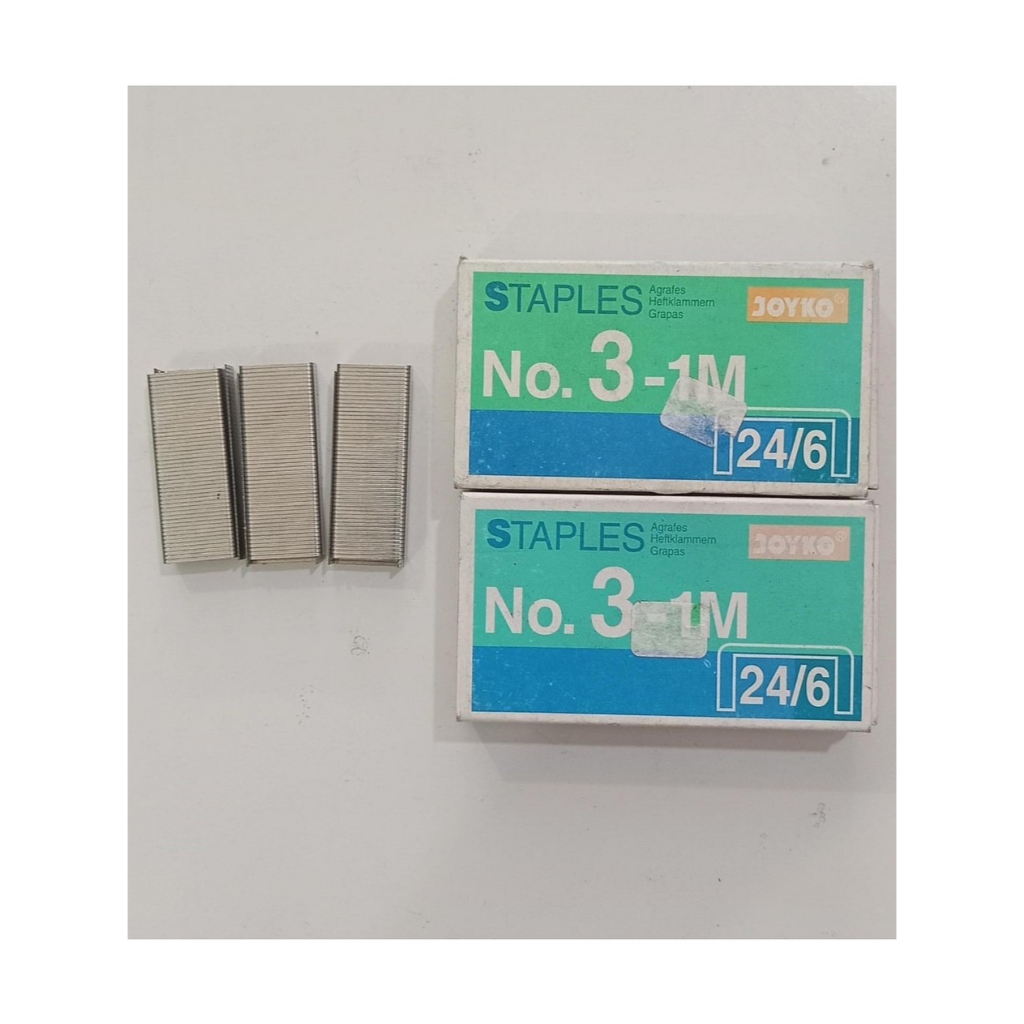 STAPLES
Agrafes
Heftklammern
Grapas
JOYKO®
No. 3-1M
24/6
STAPLES
Agrafes
Heftklammern
Grapas
JOYKO®
No. 3-1M
24/6